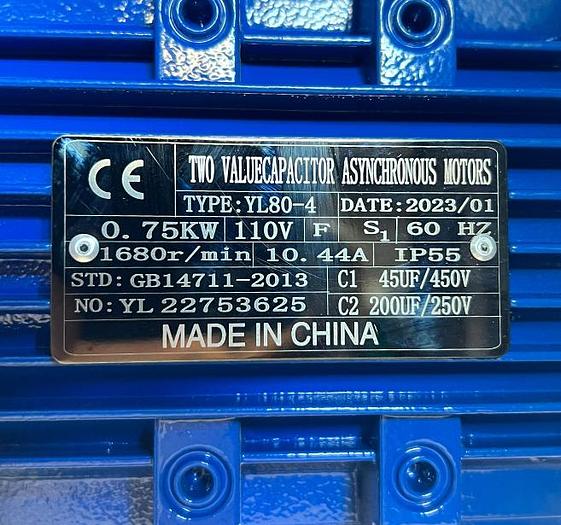 CE
TWO VALUECAPACITOR ASYNCHRONOUS MOTORS
TYPE:YL80-4 DATE:2023/01
0.75KW 110V F S1 60 HZ
1680r/min 10.44A IP55
STD: GB14711-2013 C1 45UF/450V
NO: YL 22753625 C2 200UF/250V
MADE IN CHINA